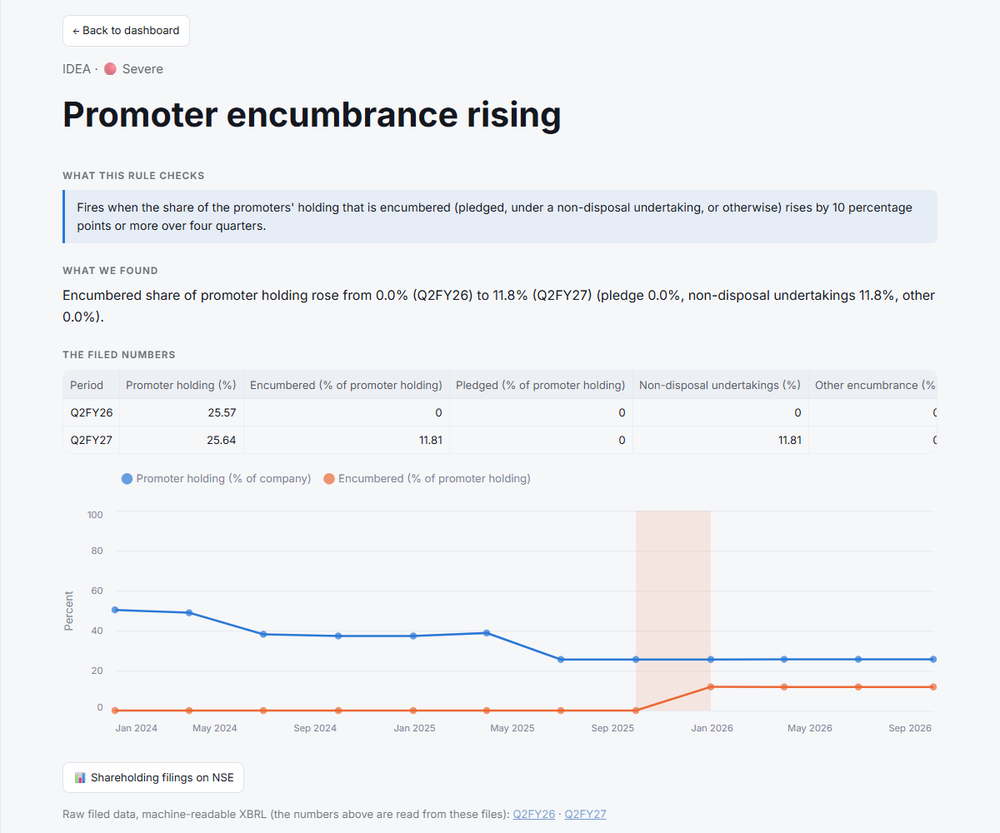 ← Back to dashboard
IDEA · Severe
Promoter encumbrance rising
WHAT THIS RULE CHECKS
Fires when the share of the promoters' holding that is encumbered (pledged, under a non-disposal undertaking, or otherwise) rises by 10 percentage
points or more over four quarters.
WHAT WE FOUND
Encumbered share of promoter holding rose from 0.0% (Q2FY26) to 11.8% (Q2FY27) (pledge 0.0%, non-disposal undertakings 11.8%, other
0.0%).
THE FILED NUMBERS
Period Promoter holding (%) Encumbered (% of promoter holding) Pledged (% of promoter holding) Non-disposal undertakings (%) Other encumbrance (%
Q2FY26 25.57 0 0 0
Q2FY27 25.64 11.81 0 11.81
Promoter holding (% of company) Encumbered (% of promoter holding)
100
80
60
40
20
0
Percent
Jan 2024 May 2024 Sep 2024 Jan 2025 May 2025 Sep 2025 Jan 2026 May 2026 Sep 2026
Shareholding filings on NSE
Raw filed data, machine-readable XBRL (the numbers above are read from these files): Q2FY26 · Q2FY27